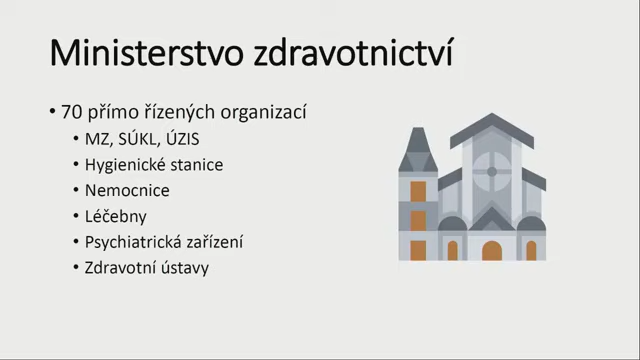 Ministerstvo zdravotnictví
• 70 přímo řízených organizací
• MZ, SÚKL, ÚZIS
• Hygienické stanice
• Nemocnice
• Léčebny
• Psychiatrická zařízení
• Zdravotní ústavy